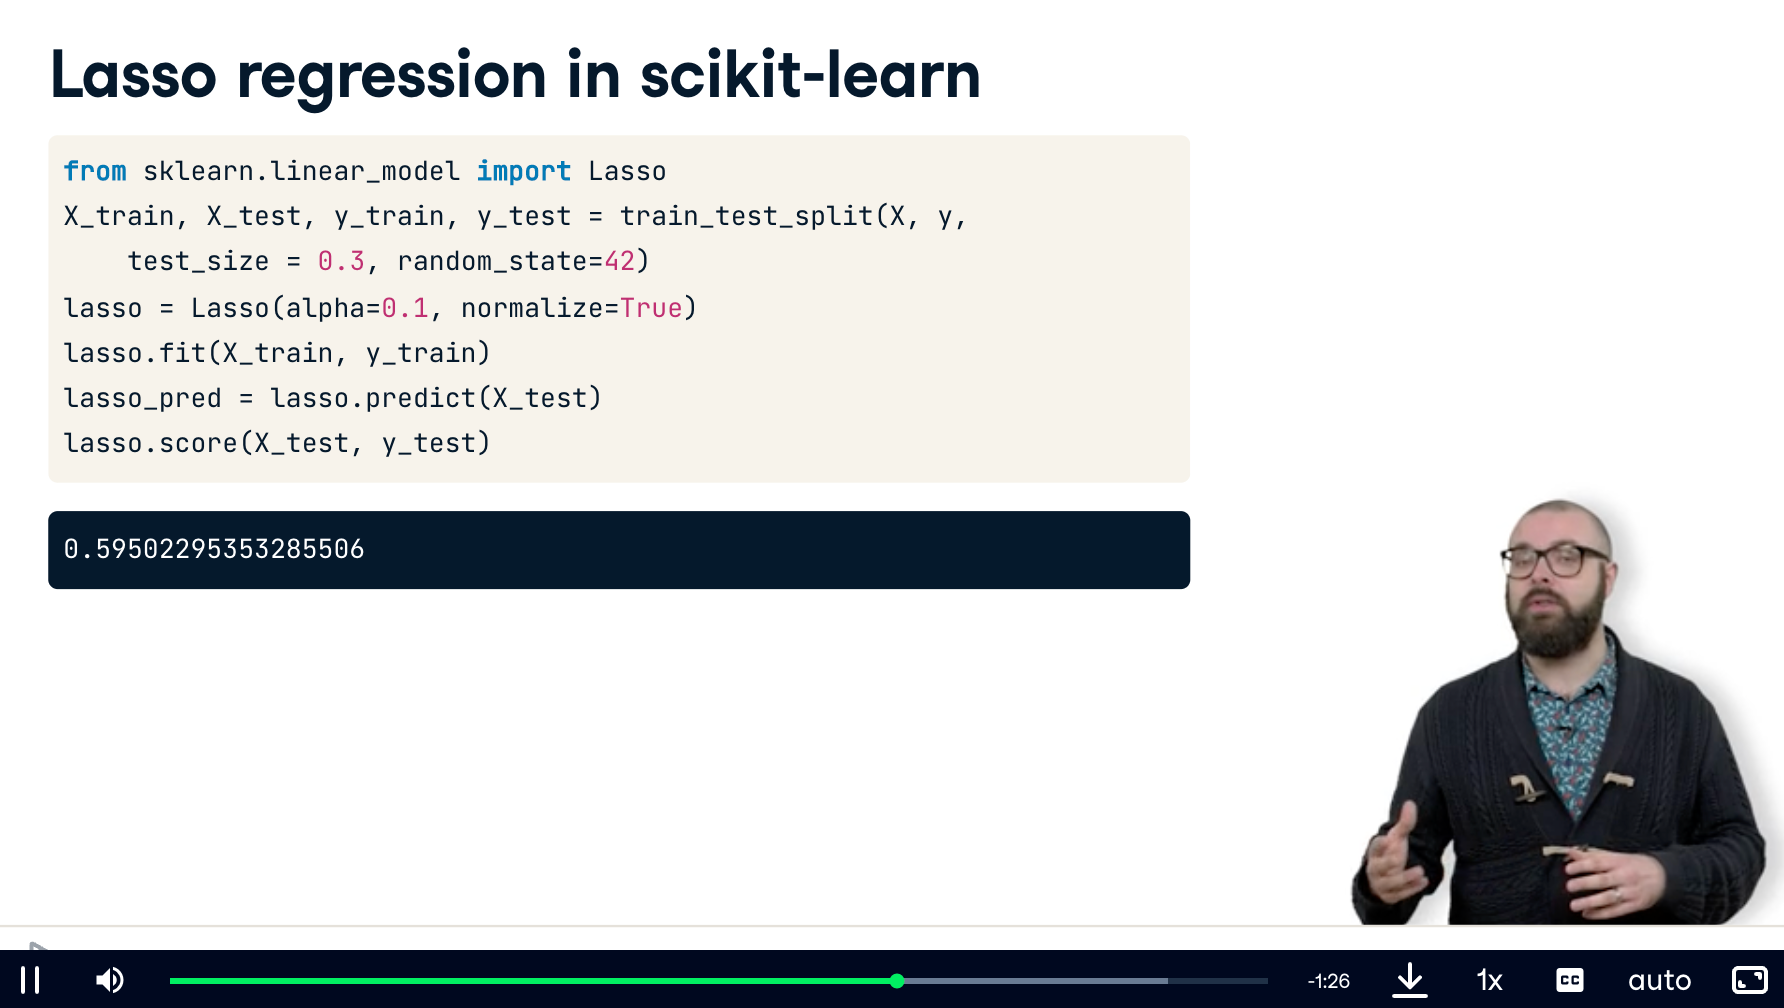 Lasso regression in scikit-learn
from sklearn.linear_model import Lasso
X_train, X_test, y_train, y_test = train_test_split(X, y,
    test_size = 0.3, random_state=42)
lasso = Lasso(alpha=0.1, normalize=True)
lasso.fit(X_train, y_train)
lasso_pred = lasso.predict(X_test)
lasso.score(X_test, y_test)
0.59502295353285506
-1:26 1x CC auto